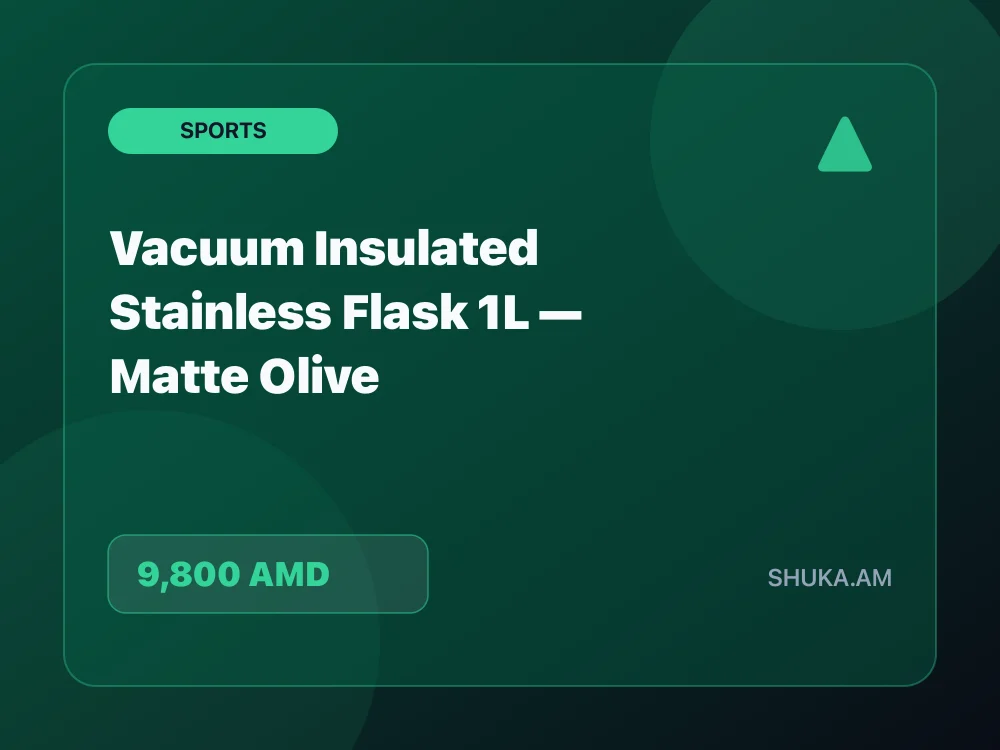 SPORTS
Vacuum Insulated
Stainless Flask 1L —
Matte Olive
9,800 AMD
SHUKA.AM